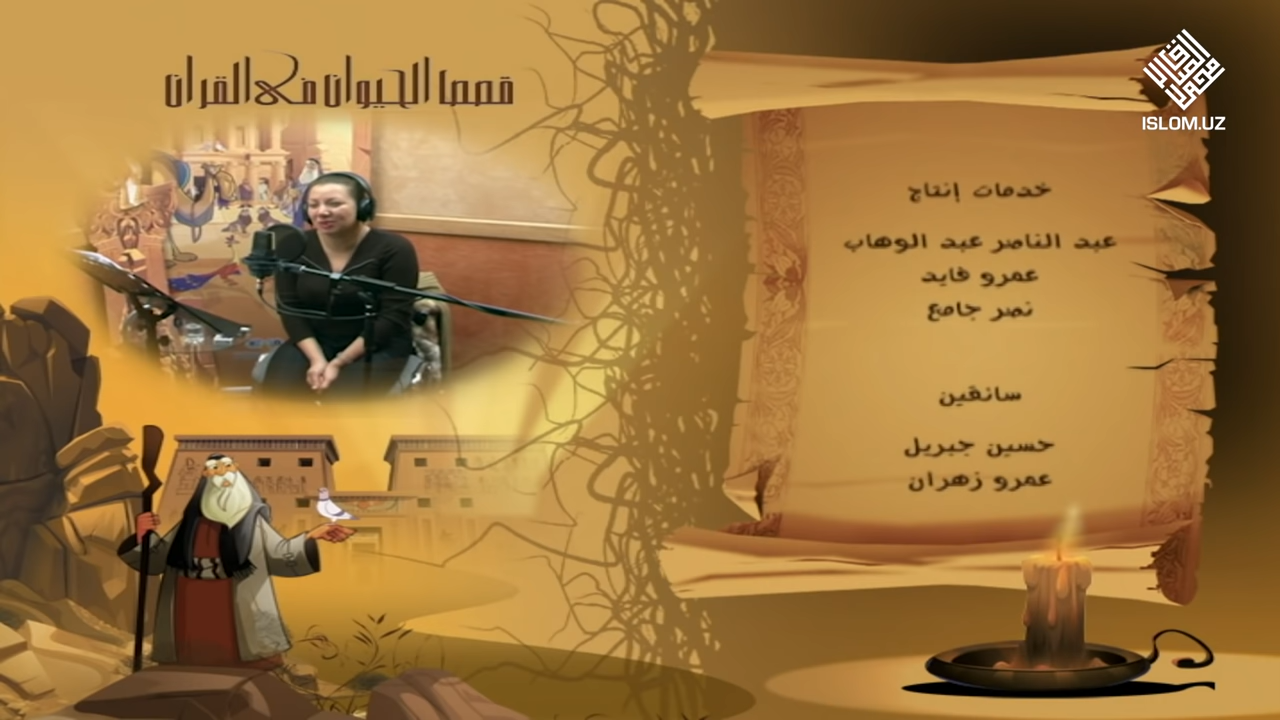 قصص الحيوان فى القرآن
ISLOM.UZ
خدمات إنتاج
عبد الناصر عبد الوهاب
عمرو فايد
نصر جامع
سائقين
حسين جبريل
عمرو زهران